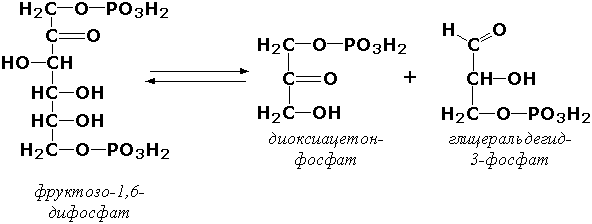 H₂C—O—PO₃H₂
C=O
HO—CH
HC—OH
HC—OH
H₂C—O—PO₃H₂
фруктозо-1,6-
дифосфат
H₂C—O—PO₃H₂
C=O
H₂C—OH
диоксиацетон-
фосфат
+
H O
C
CH—OH
H₂C—O—PO₃H₂
глицеральдегид-
3-фосфат